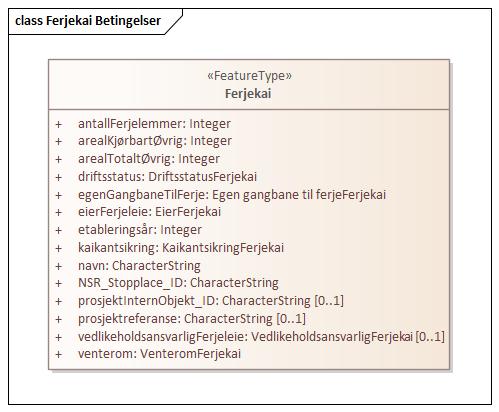 class Ferjekai Betingelser
«FeatureType»
Ferjekai
+ antallFerjelemmer: Integer
+ arealKjørbartØvrig: Integer
+ arealTotaltØvrig: Integer
+ driftsstatus: DriftsstatusFerjekai
+ egenGangbaneTilFerje: Egen gangbane til ferjeFerjekai
+ eierFerjeleie: EierFerjekai
+ etableringsår: Integer
+ kaikantsikring: KaikantsikringFerjekai
+ navn: CharacterString
+ NSR_Stopplace_ID: CharacterString
+ prosjektInternObjekt_ID: CharacterString [0..1]
+ prosjektreferanse: CharacterString [0..1]
+ vedlikeholdsansvarligFerjeleie: VedlikeholdsansvarligFerjekai [0..1]
+ venterom: VenteromFerjekai